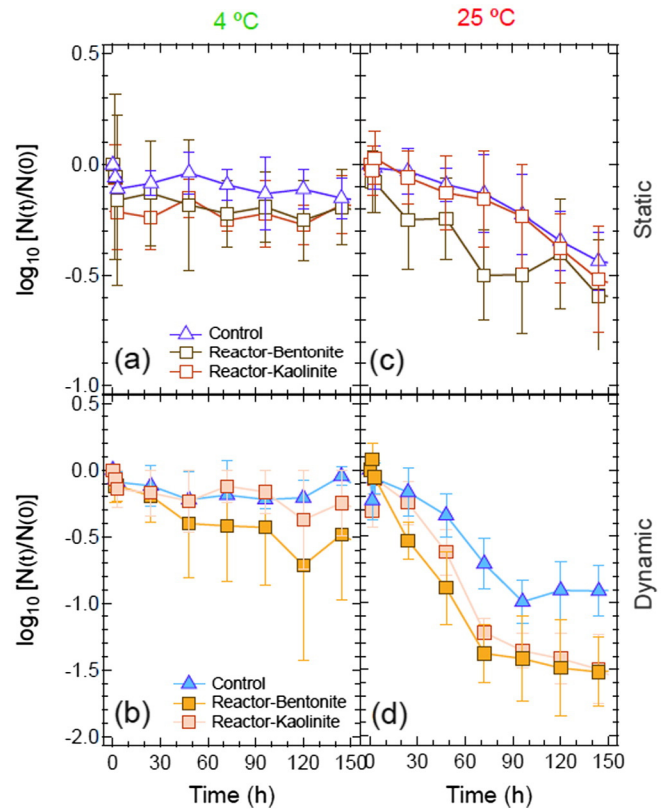 4 ºC
25 ºC
0.5
0.0
-0.5
-1.0
log10 [N(t)/N(0)]
Control
Reactor-Bentonite
Reactor-Kaolinite
(a)
(c)
Static
0.5
0.0
-0.5
-1.0
-1.5
-2.0
log10 [N(t)/N(0)]
Control
Reactor-Bentonite
Reactor-Kaolinite
(b)
(d)
Dynamic
0 30 60 90 120 150
0 30 60 90 120 150
Time (h)
Time (h)